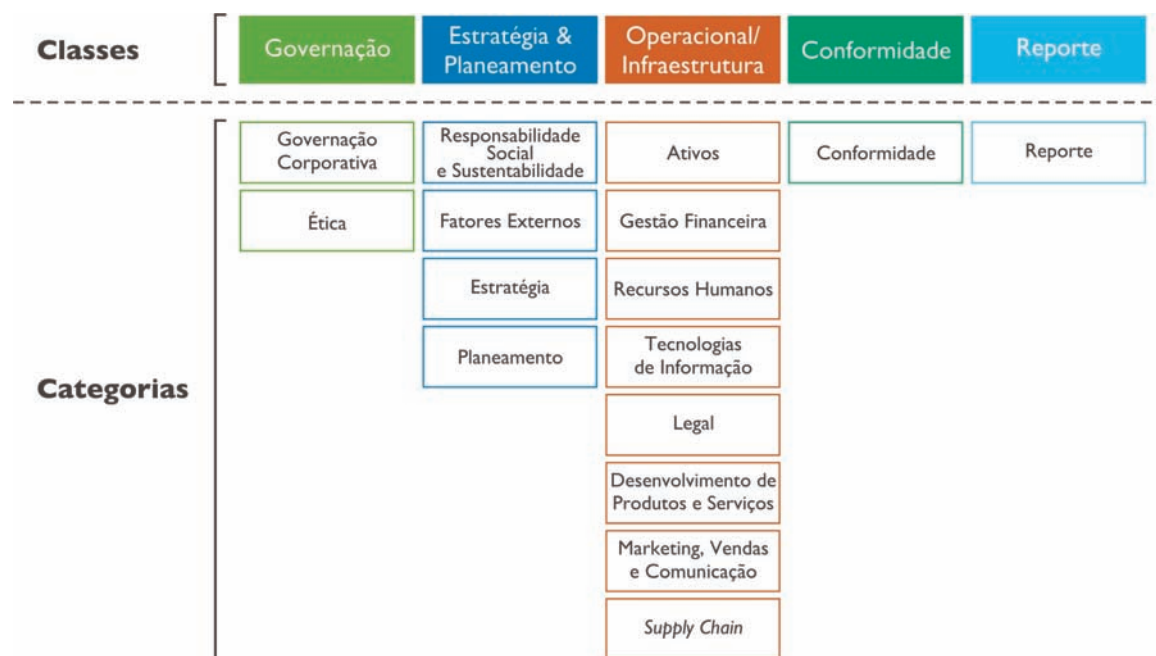 Classes
Governação
Estratégia &
Planeamento
Operacional/
Infraestrutura
Conformidade
Reporte
Categorias
Governação
Corporativa
Responsabilidade
Social
e Sustentabilidade
Ativos
Conformidade
Reporte
Ética
Fatores Externos
Gestão Financeira
Estratégia
Recursos Humanos
Planeamento
Tecnologias
de Informação
Legal
Desenvolvimento de
Produtos e Serviços
Marketing, Vendas
e Comunicação
Supply Chain